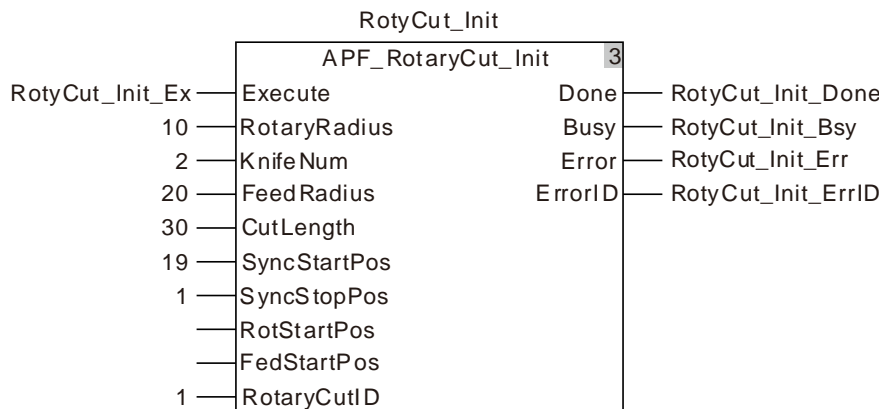 RotyCut_Init
APF_RotaryCut_Init 3
RotyCut_Init_Ex Execute Done RotyCut_Init_Done
10 RotaryRadius Busy RotyCut_Init_Bsy
2 KnifeNum Error RotyCut_Init_Err
20 FeedRadius ErrorID RotyCut_Init_ErrID
30 CutLength
19 SyncStartPos
1 SyncStopPos
RotStartPos
FedStartPos
1 RotaryCutID